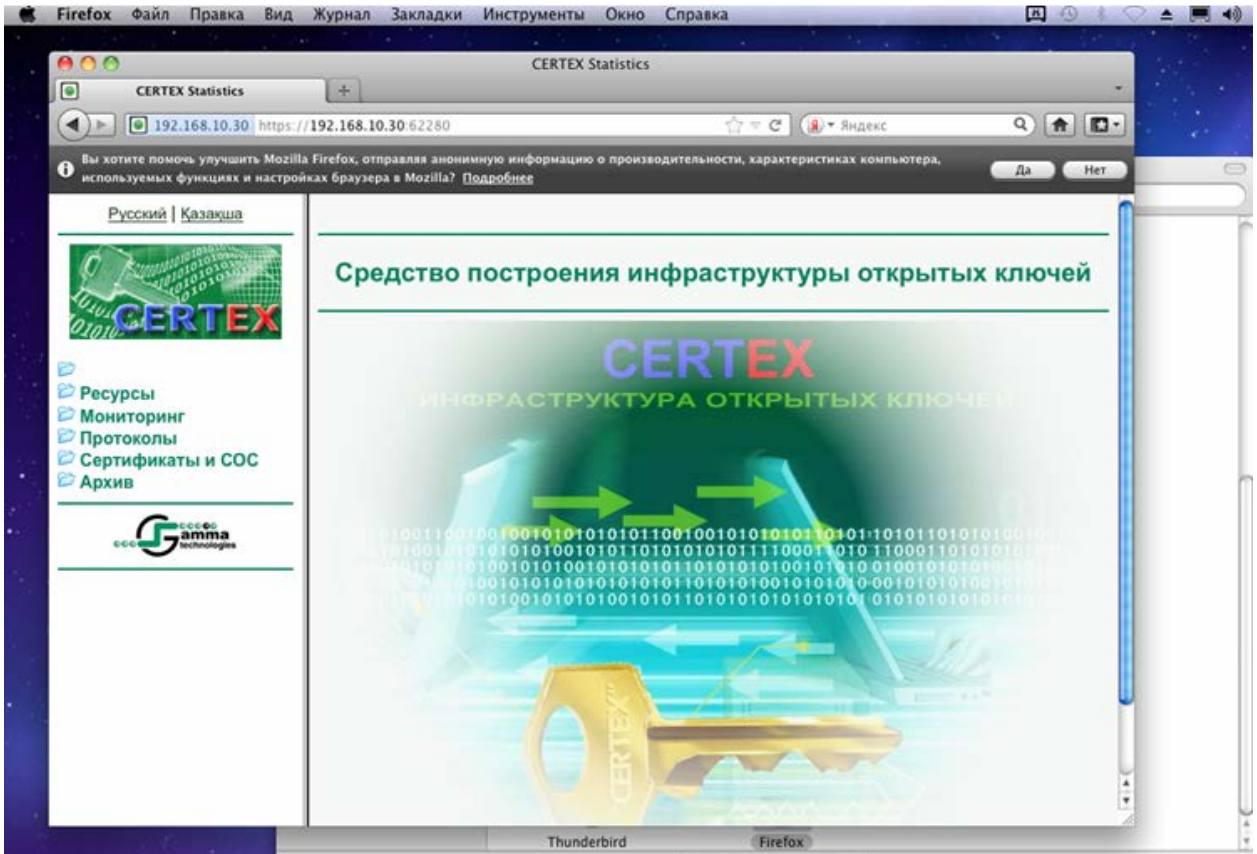 Firefox Файл Правка Вид Журнал Закладки Инструменты Окно Справка
CERTEX Statistics
CERTEX Statistics
192.168.10.30 https://192.168.10.30:62280 Яндекс
Вы хотите помочь улучшить Mozilla Firefox, отправляя анонимную информацию о производительности, характеристиках компьютера,
используемых функциях и настройках браузера в Mozilla? Подробнее
Да Нет
Русский | Қазақша
CERTEX
Ресурсы
Мониторинг
Протоколы
Сертификаты и СОС
Архив
Gamma
technologies
Средство построения инфраструктуры открытых ключей
CERTEX
ИНФРАСТРУКТУРА ОТКРЫТЫХ КЛЮЧЕЙ
CERTEX
Thunderbird Firefox